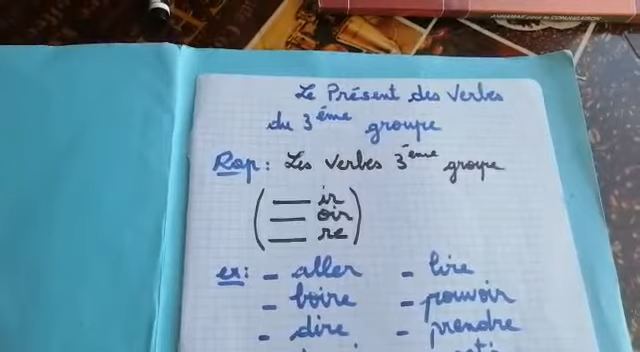 Le Présent des Verbes
du 3ème groupe
Rap: Les verbes 3ème groupe
(— ir
— oir
— re)
ex: - aller - lire
- boire - pouvoir
- dire - prendre